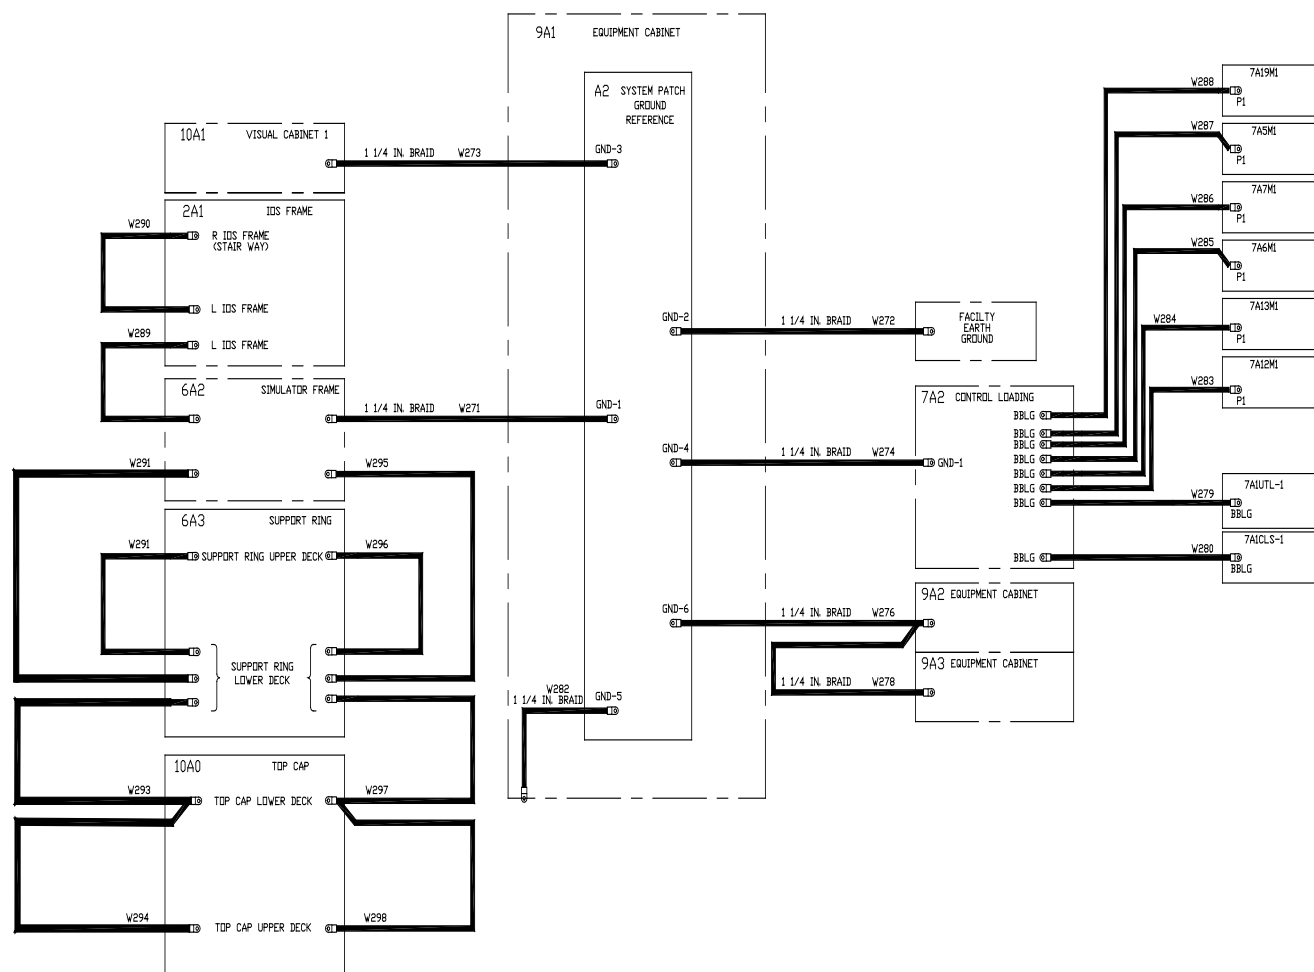 9A1 EQUIPMENT CABINET
A2 SYSTEM PATCH
GROUND
REFERENCE
GND-3
GND-2
GND-1
GND-4
GND-6
GND-5
W282
1 1/4 IN. BRAID
10A1 VISUAL CABINET 1
1 1/4 IN. BRAID W273
2A1 IOS FRAME
W290
R IOS FRAME
(STAIR WAY)
L IOS FRAME
W289
L IOS FRAME
6A2 SIMULATOR FRAME
1 1/4 IN. BRAID W271
W291
W295
6A3 SUPPORT RING
W291
SUPPORT RING UPPER DECK
W296
SUPPORT RING
LOWER DECK
10A0 TOP CAP
W293
TOP CAP LOWER DECK
W297
W294
TOP CAP UPPER DECK
W298
1 1/4 IN. BRAID W272
FACILTY
EARTH
GROUND
7A2 CONTROL LOADING
BBLG
BBLG
BBLG
BBLG
BBLG
BBLG
BBLG
BBLG
1 1/4 IN. BRAID W274
GND-1
9A2 EQUIPMENT CABINET
1 1/4 IN. BRAID W276
9A3 EQUIPMENT CABINET
1 1/4 IN. BRAID W278
W288
7A19M1
P1
W287
7A5M1
P1
W286
7A7M1
P1
W285
7A6M1
P1
W284
7A13M1
P1
W283
7A12M1
P1
W279
7A1UTL-1
BBLG
W280
7A1CLS-1
BBLG